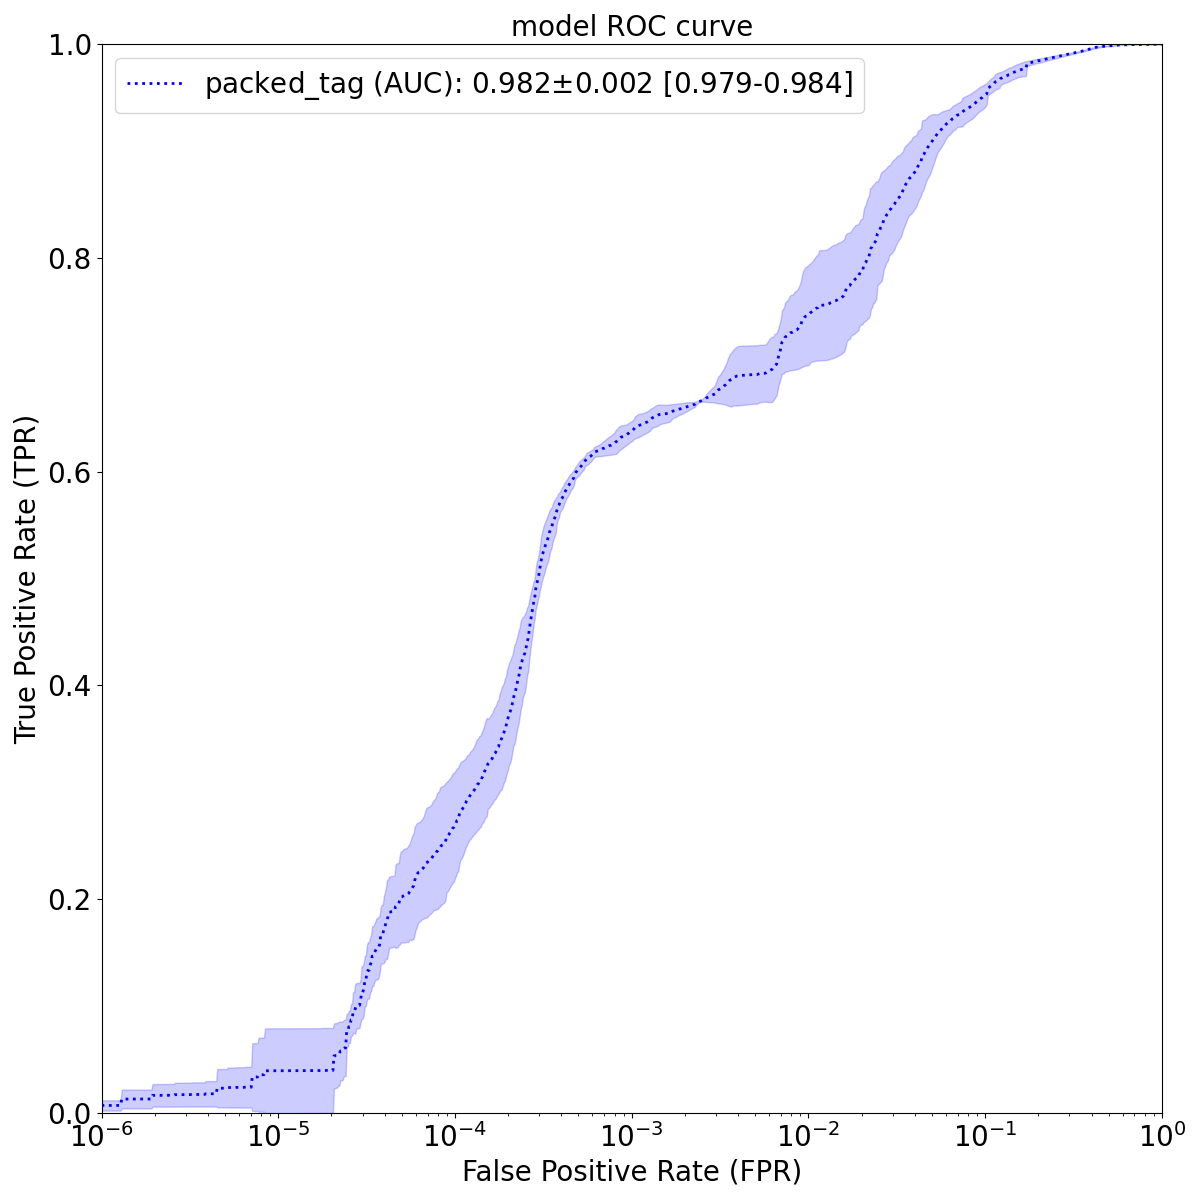 model ROC curve
packed_tag (AUC): 0.982±0.002 [0.979-0.984]
True Positive Rate (TPR)
1.0
0.8
0.6
0.4
0.2
0.0
10⁻⁶ 10⁻⁵ 10⁻⁴ 10⁻³ 10⁻² 10⁻¹ 10⁰
False Positive Rate (FPR)